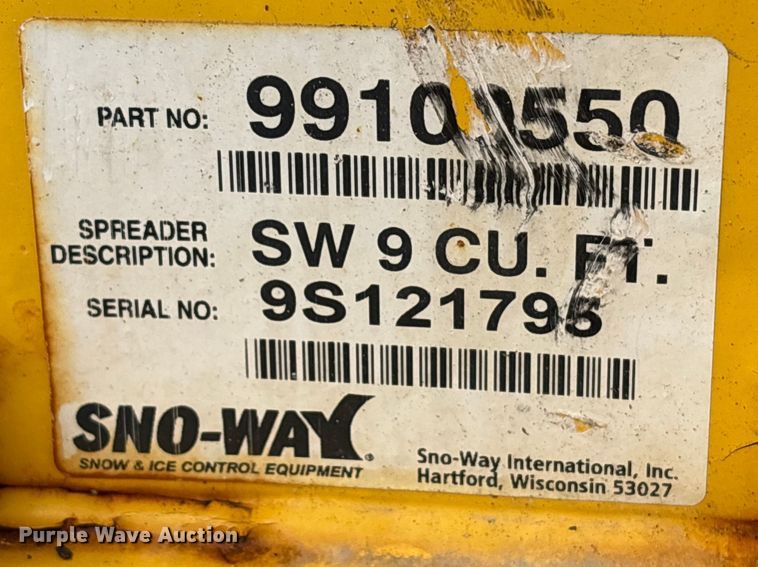 PART NO: 99100550
SPREADER DESCRIPTION: SW 9 CU. FT.
SERIAL NO: 9S121795
SNO-WAY®
SNOW & ICE CONTROL EQUIPMENT
Sno-Way International, Inc.
Hartford, Wisconsin 53027
Purple Wave Auction